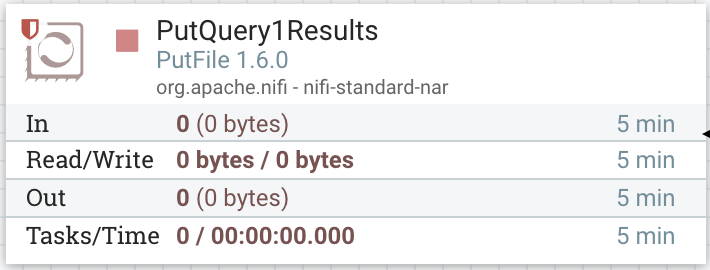 PutQuery1Results
PutFile 1.6.0
org.apache.nifi - nifi-standard-nar
In 0 (0 bytes) 5 min
Read/Write 0 bytes / 0 bytes 5 min
Out 0 (0 bytes) 5 min
Tasks/Time 0 / 00:00:00.000 5 min